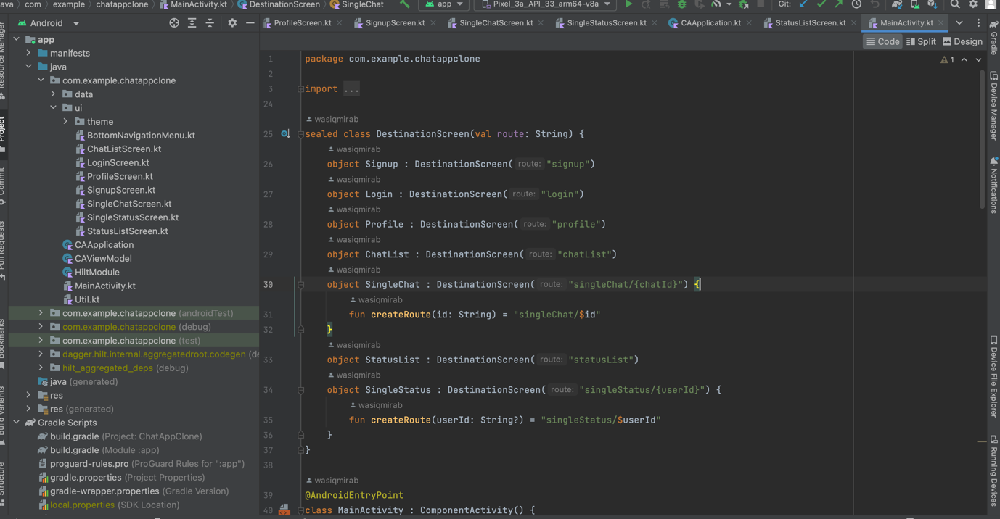 ava
com
example
chatappclone
MainActivity.kt
DestinationScreen
SingleChat
app
Pixel_3a_API_33_arm64-v8a
Git:
Android
ProfileScreen.kt
SignupScreen.kt
SingleChatScreen.kt
SingleStatusScreen.kt
CAApplication.kt
StatusListScreen.kt
MainActivity.kt
Code
Split
Design
Resource Manager
Project
Commit
Pull Requests
Bookmarks
Build Variants
Structure
app
manifests
java
com.example.chatappclone
data
ui
theme
BottomNavigationMenu.kt
ChatListScreen.kt
LoginScreen.kt
ProfileScreen.kt
SignupScreen.kt
SingleChatScreen.kt
SingleStatusScreen.kt
StatusListScreen.kt
CAApplication
CAViewModel
HiltModule
MainActivity.kt
Util.kt
com.example.chatappclone (androidTest)
com.example.chatappclone (debug)
com.example.chatappclone (test)
dagger.hilt.internal.aggregatedroot.codegen (de
hilt_aggregated_deps (debug)
java (generated)
res
res (generated)
Gradle Scripts
build.gradle (Project: ChatAppClone)
build.gradle (Module :app)
proguard-rules.pro (ProGuard Rules for ":app")
gradle.properties (Project Properties)
gradle-wrapper.properties (Gradle Version)
local.properties (SDK Location)
1 package com.example.chatappclone
2
3 import ...
24
wasiqmirab
25 sealed class DestinationScreen(val route: String) {
wasiqmirab
26 object Signup : DestinationScreen( route: "signup")
wasiqmirab
27 object Login : DestinationScreen( route: "login")
wasiqmirab
28 object Profile : DestinationScreen( route: "profile")
wasiqmirab
29 object ChatList : DestinationScreen( route: "chatList")
wasiqmirab
30 object SingleChat : DestinationScreen( route: "singleChat/{chatId}") {
wasiqmirab
31 fun createRoute(id: String) = "singleChat/$id"
32 }
wasiqmirab
33 object StatusList : DestinationScreen( route: "statusList")
wasiqmirab
34 object SingleStatus : DestinationScreen( route: "singleStatus/{userId}") {
wasiqmirab
35 fun createRoute(userId: String?) = "singleStatus/$userId"
36 }
37 }
38
wasiqmirab
39 @AndroidEntryPoint
40 class MainActivity : ComponentActivity() {
1
Gradle
Device Manager
Notifications
Device File Explorer
Running Devices